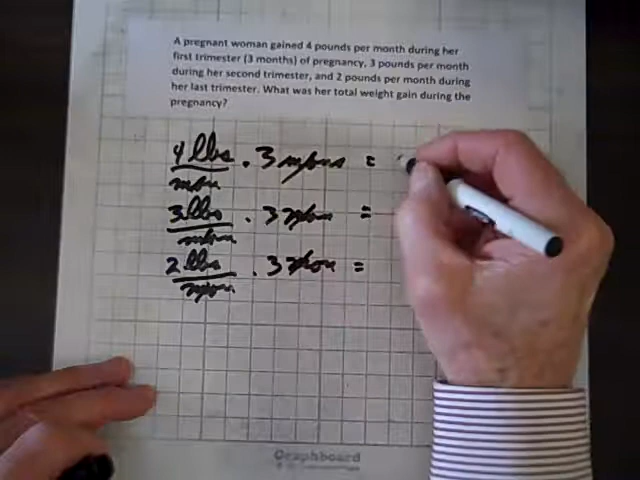 A pregnant woman gained 4 pounds per month during her
first trimester (3 months) of pregnancy, 3 pounds per month
during her second trimester, and 2 pounds per month during
her last trimester. What was her total weight gain during the
pregnancy?
4 lbs / mon . 3 mons =
3 lbs / mon . 3 mon =
2 lbs / mon . 3 mon =
Graphboard